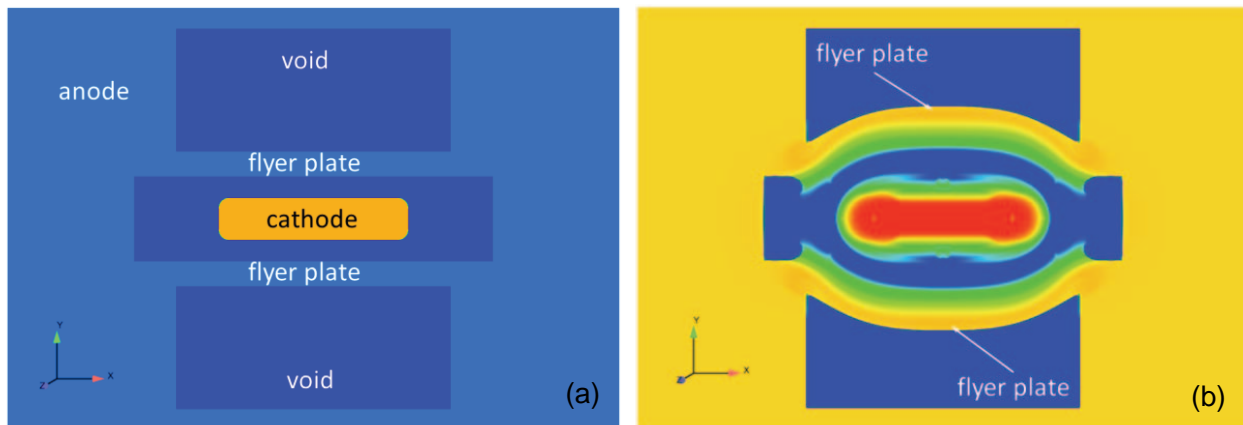 void
anode
flyer plate
cathode
flyer plate
void
Y
X
Z
(a)
flyer plate
flyer plate
Y
X
Z
(b)